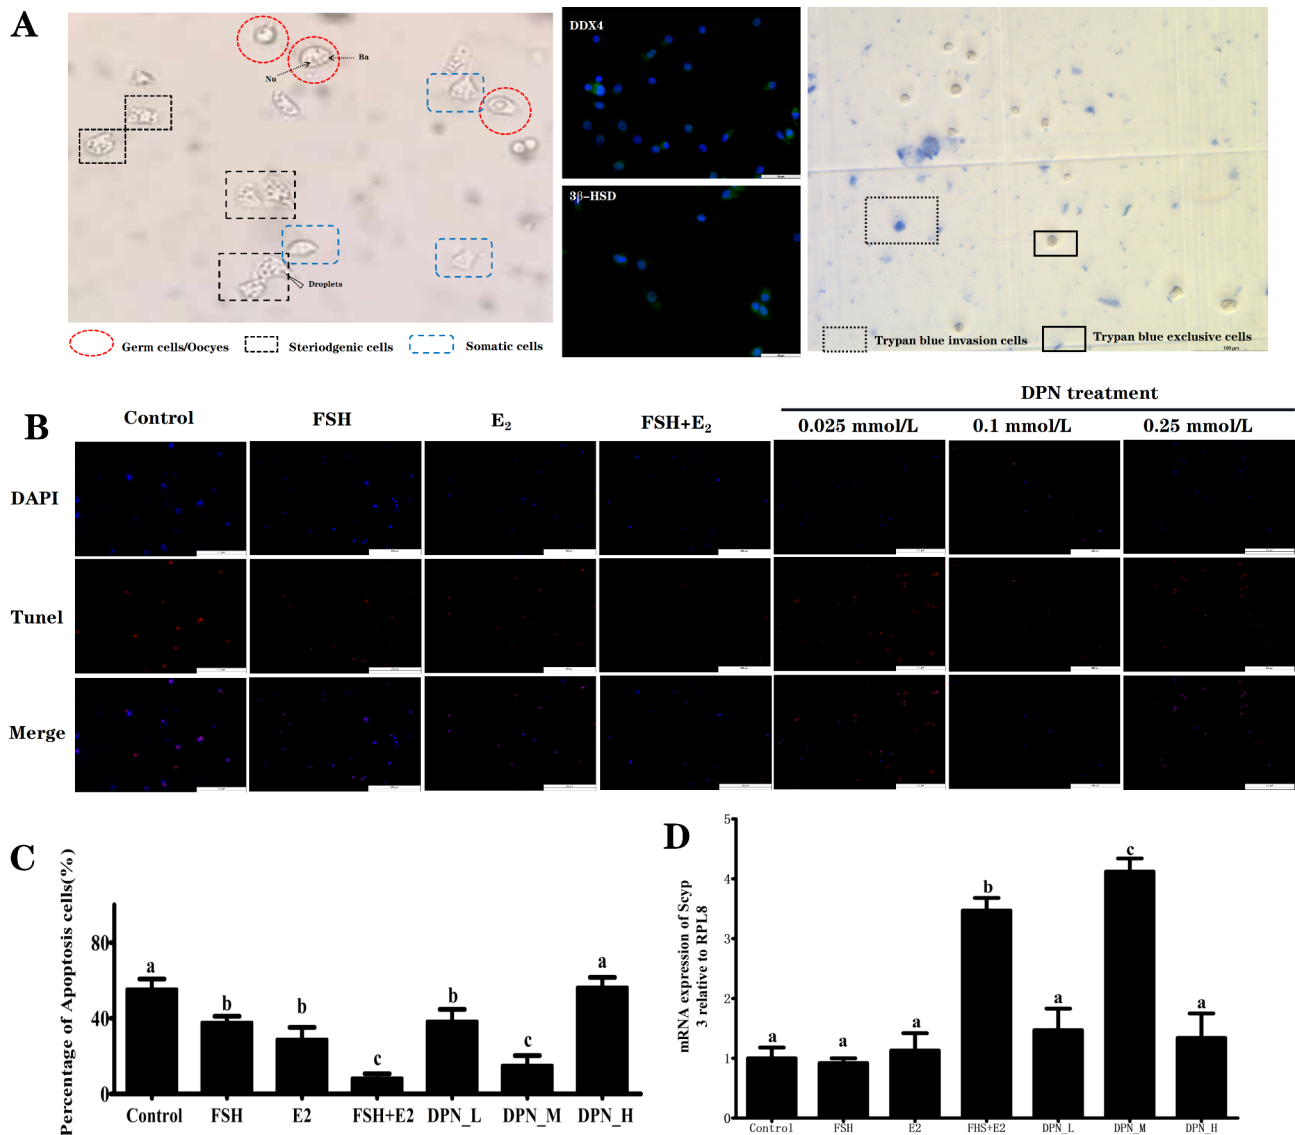 A
Nu
Ba
Droplets
Germ cells/Oocyes
Steriodgenic cells
Somatic cells
DDX4
3β-HSD
Trypan blue invasion cells
Trypan blue exclusive cells
100 μm
B
DPN treatment
Control
FSH
E2
FSH+E2
0.025 mmol/L
0.1 mmol/L
0.25 mmol/L
DAPI
Tunel
Merge
C
Percentage of Apoptosis cells(%)
80
40
0
a
b
b
c
b
c
a
Control
FSH
E2
FSH+E2
DPN_L
DPN_M
DPN_H
D
mRNA expression of Scyp
3 relative to RPL8
5
4
3
2
1
0
a
a
a
b
a
c
a
Control
FSH
E2
FHS+E2
DPN_L
DPN_M
DPN_H